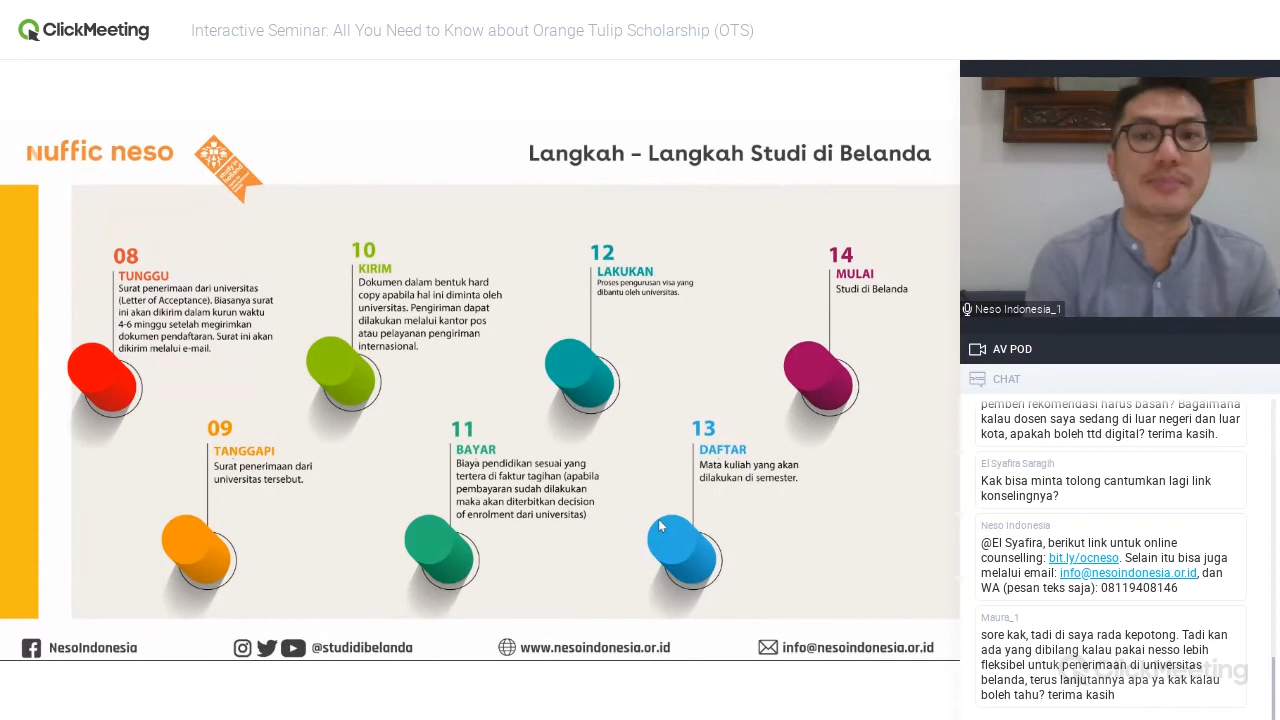 ClickMeeting
Interactive Seminar: All You Need to Know about Orange Tulip Scholarship (OTS)
nuffic neso
Langkah – Langkah Studi di Belanda
08
TUNGGU
Surat penerimaan dari universitas
(Letter of Acceptance). Biasanya surat
ini akan dikirim dalam kurun waktu
4-6 minggu setelah megirimkan
dokumen pendaftaran. Surat ini akan
dikirim melalui e-mail.
10
KIRIM
Dokumen dalam bentuk hard
copy apabila hal ini diminta oleh
universitas. Pengiriman dapat
dilakukan melalui kantor pos
atau pelayanan pengiriman
internasional.
12
LAKUKAN
Proses pengurusan visa yang
dibantu oleh universitas.
14
MULAI
Studi di Belanda
09
TANGGAPI
Surat penerimaan dari
universitas tersebut.
11
BAYAR
Biaya pendidikan sesuai yang
tertera di faktur tagihan (apabila
pembayaran sudah dilakukan
maka akan diterbitkan decision
of enrolment dari universitas)
13
DAFTAR
Mata kuliah yang akan
dilakukan di semester.
NesoIndonesia
@studidibelanda
www.nesoindonesia.or.id
info@nesoindonesia.or.id
Neso Indonesia_1
AV POD
CHAT
pemberi rekomendasi harus basah? Bagaimana
kalau dosen saya sedang di luar negeri dan luar
kota, apakah boleh ttd digital? terima kasih.
El Syafira Saragih
Kak bisa minta tolong cantumkan lagi link
konselingnya?
Neso Indonesia
@El Syafira, berikut link untuk online
counselling: bit.ly/ocneso. Selain itu bisa juga
melalui email: info@nesoindonesia.or.id, dan
WA (pesan teks saja): 08119408146
Maura_1
sore kak, tadi di saya rada kepotong. Tadi kan
ada yang dibilang kalau pakai nesso lebih
fleksibel untuk penerimaan di universitas
belanda, terus lanjutannya apa ya kak kalau
boleh tahu? terima kasih
ClickMeeting